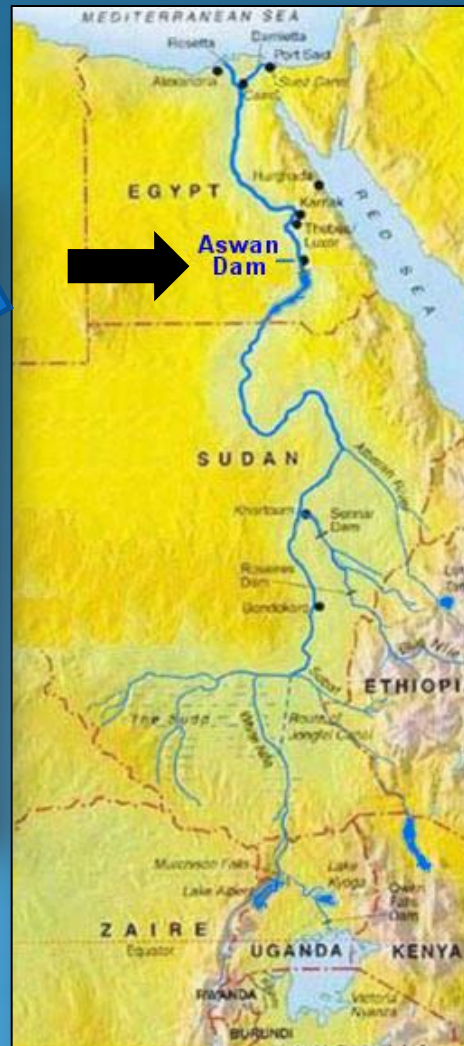 MEDITERRANEAN SEA
Rosetta
Damietta
Port Said
Alexandria
Suez Canal
Cairo
Hurghada
EGYPT
Karnak
Thebes/
Luxor
RED SEA
Aswan
Dam
SUDAN
Atbarah River
Khartoum
Sennar
Dam
Roseires
Dam
Gondokoro
Blue Nile
ETHIOPI
Sobat
The Sudd
White Nile
Route of
Jonglei Canal
Murchison Falls
Lake Albert
Lake
Kyoga
Owen
Falls
Dam
ZAIRE
Equator
UGANDA
KENYA
RWANDA
Victoria
Nyanza
BURUNDI